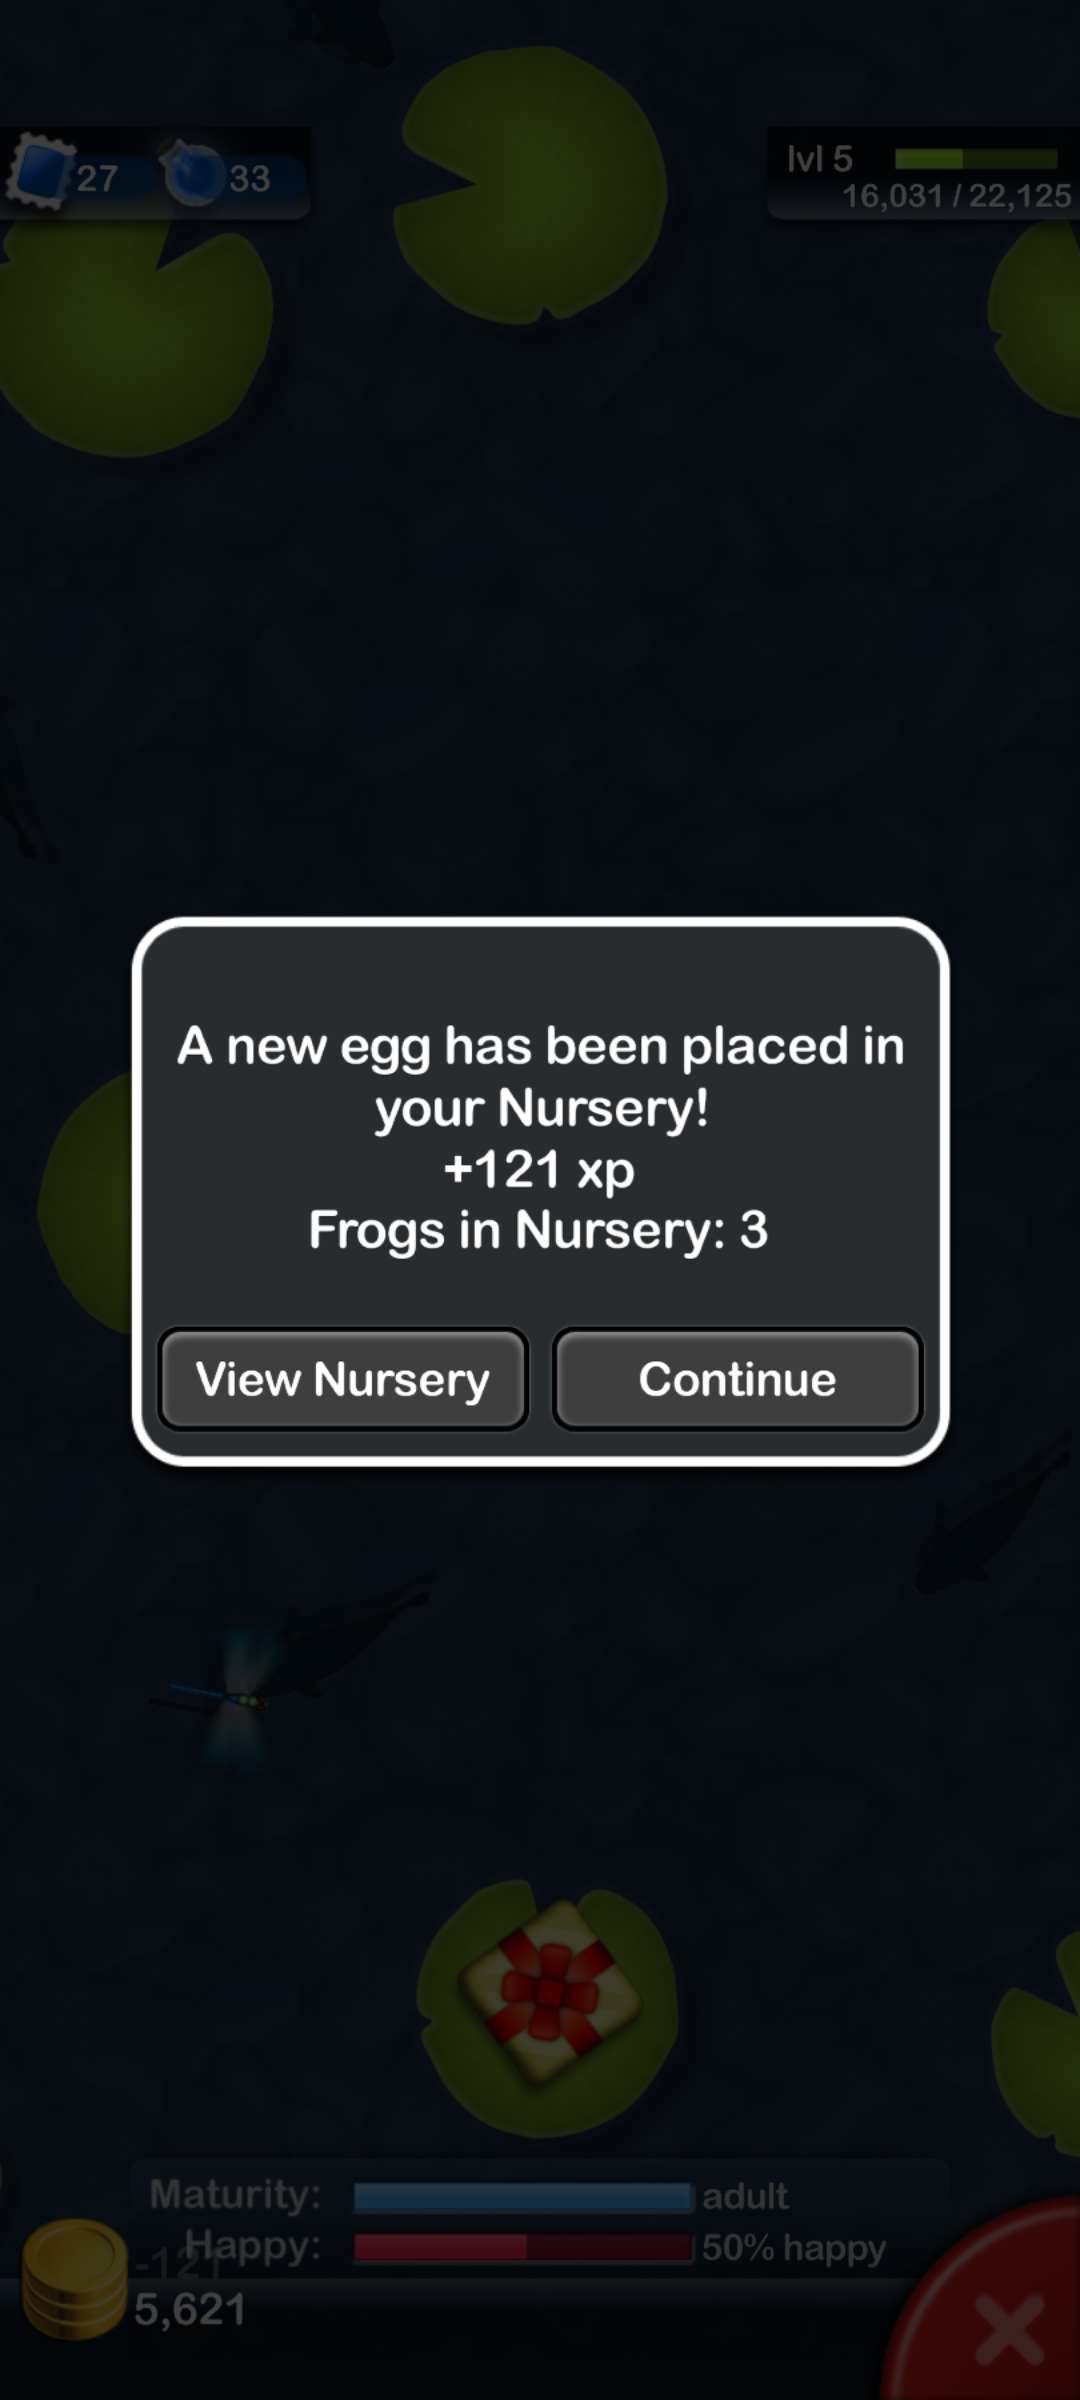 27
33
lvl 5
16,031 / 22,125
A new egg has been placed in
your Nursery!
+121 xp
Frogs in Nursery: 3
View Nursery
Continue
Maturity:
adult
Happy:
50% happy
-121
5,621